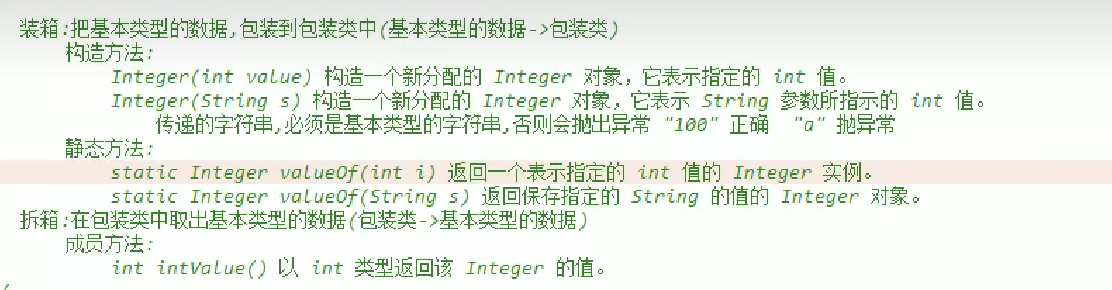 装箱:把基本类型的数据,包装到包装类中(基本类型的数据->包装类)
构造方法:
Integer(int value) 构造一个新分配的 Integer 对象，它表示指定的 int 值。
Integer(String s) 构造一个新分配的 Integer 对象，它表示 String 参数所指示的 int 值。
传递的字符串,必须是基本类型的字符串,否则会抛出异常 "100" 正确 "a" 抛异常
静态方法:
static Integer valueOf(int i) 返回一个表示指定的 int 值的 Integer 实例。
static Integer valueOf(String s) 返回保存指定的 String 的值的 Integer 对象。
拆箱:在包装类中取出基本类型的数据(包装类->基本类型的数据)
成员方法:
int intValue() 以 int 类型返回该 Integer 的值。